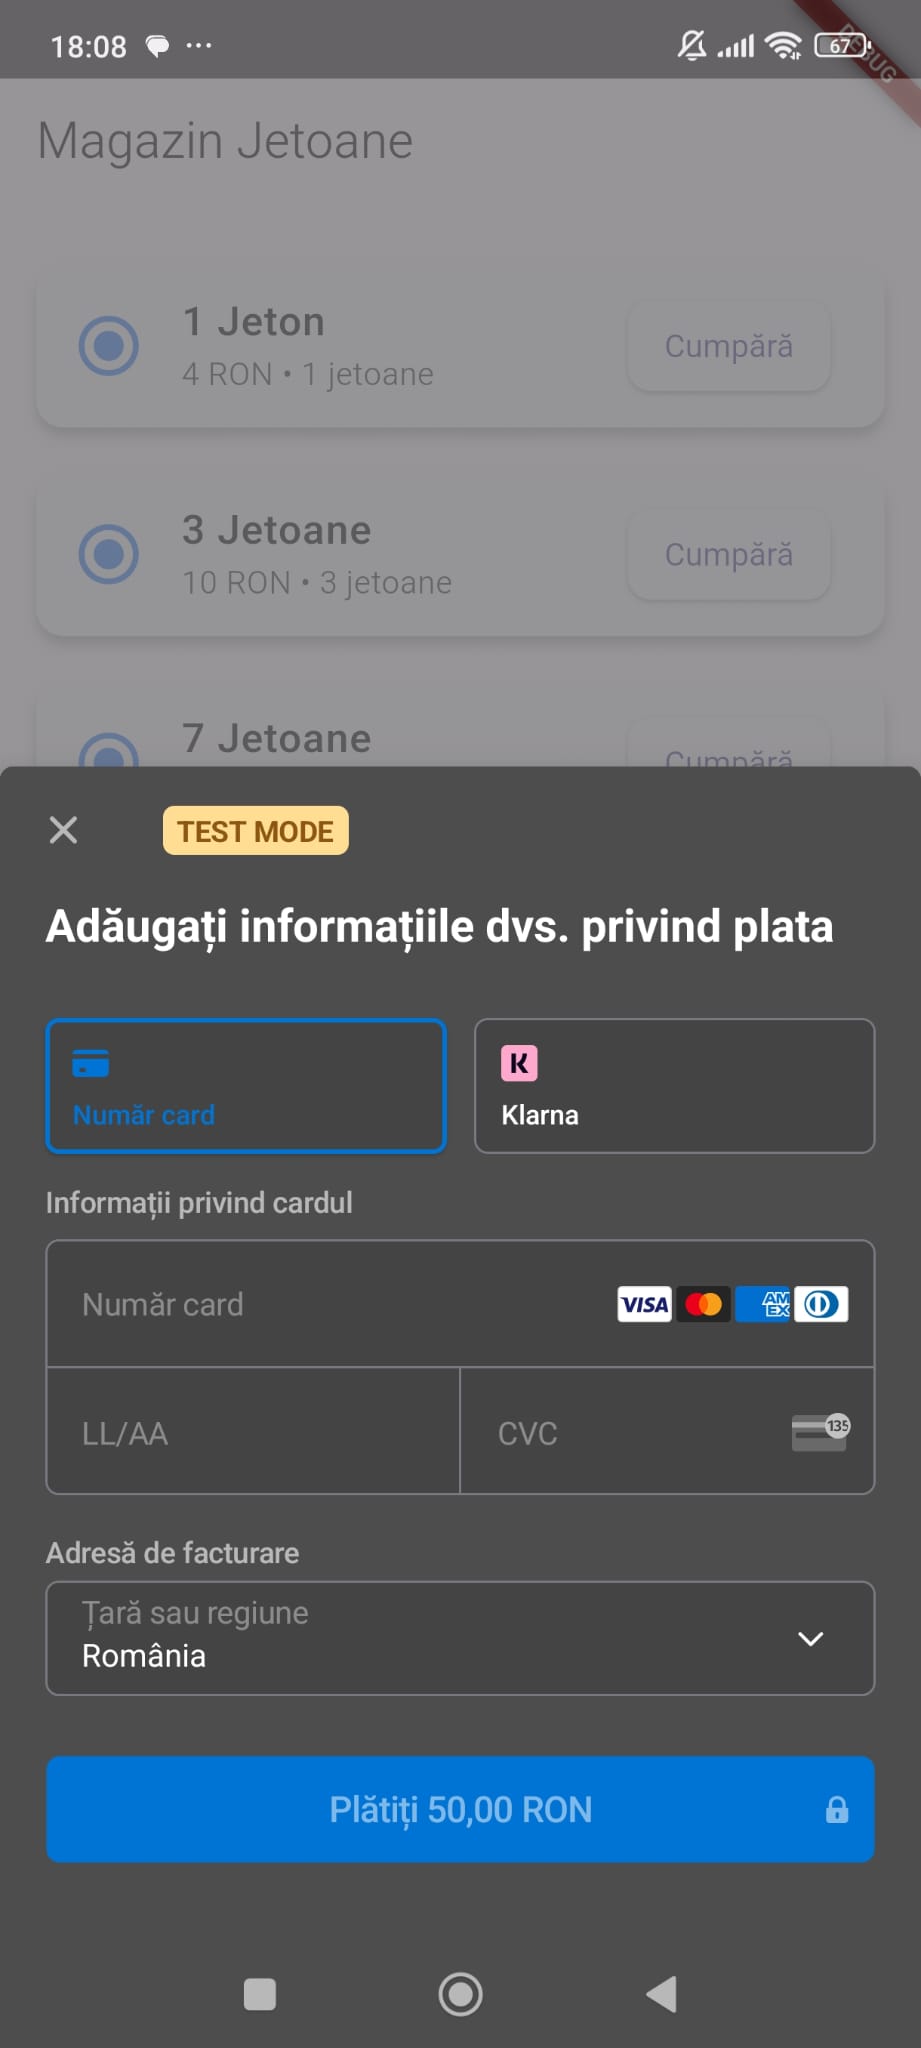 18:08
67
DEBUG
Magazin Jetoane
1 Jeton
4 RON • 1 jetoane
Cumpără
3 Jetoane
10 RON • 3 jetoane
Cumpără
7 Jetoane
Cumpără
TEST MODE
Adăugați informațiile dvs. privind plata
Număr card
K
Klarna
Informații privind cardul
Număr card
VISA
AM
EX
LL/AA
CVC
135
Adresă de facturare
Țară sau regiune
România
Plătiți 50,00 RON